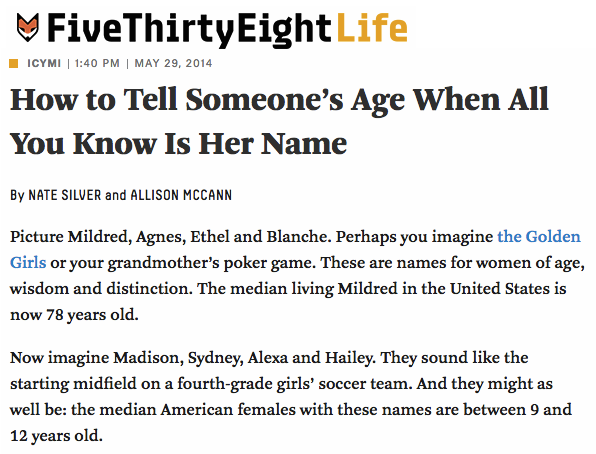 FiveThirtyEight Life
ICYMI | 1:40 PM | MAY 29, 2014
How to Tell Someone’s Age When All
You Know Is Her Name
By NATE SILVER and ALLISON MCCANN
Picture Mildred, Agnes, Ethel and Blanche. Perhaps you imagine the Golden
Girls or your grandmother’s poker game. These are names for women of age,
wisdom and distinction. The median living Mildred in the United States is
now 78 years old.
Now imagine Madison, Sydney, Alexa and Hailey. They sound like the
starting midfield on a fourth-grade girls’ soccer team. And they might as
well be: the median American females with these names are between 9 and
12 years old.